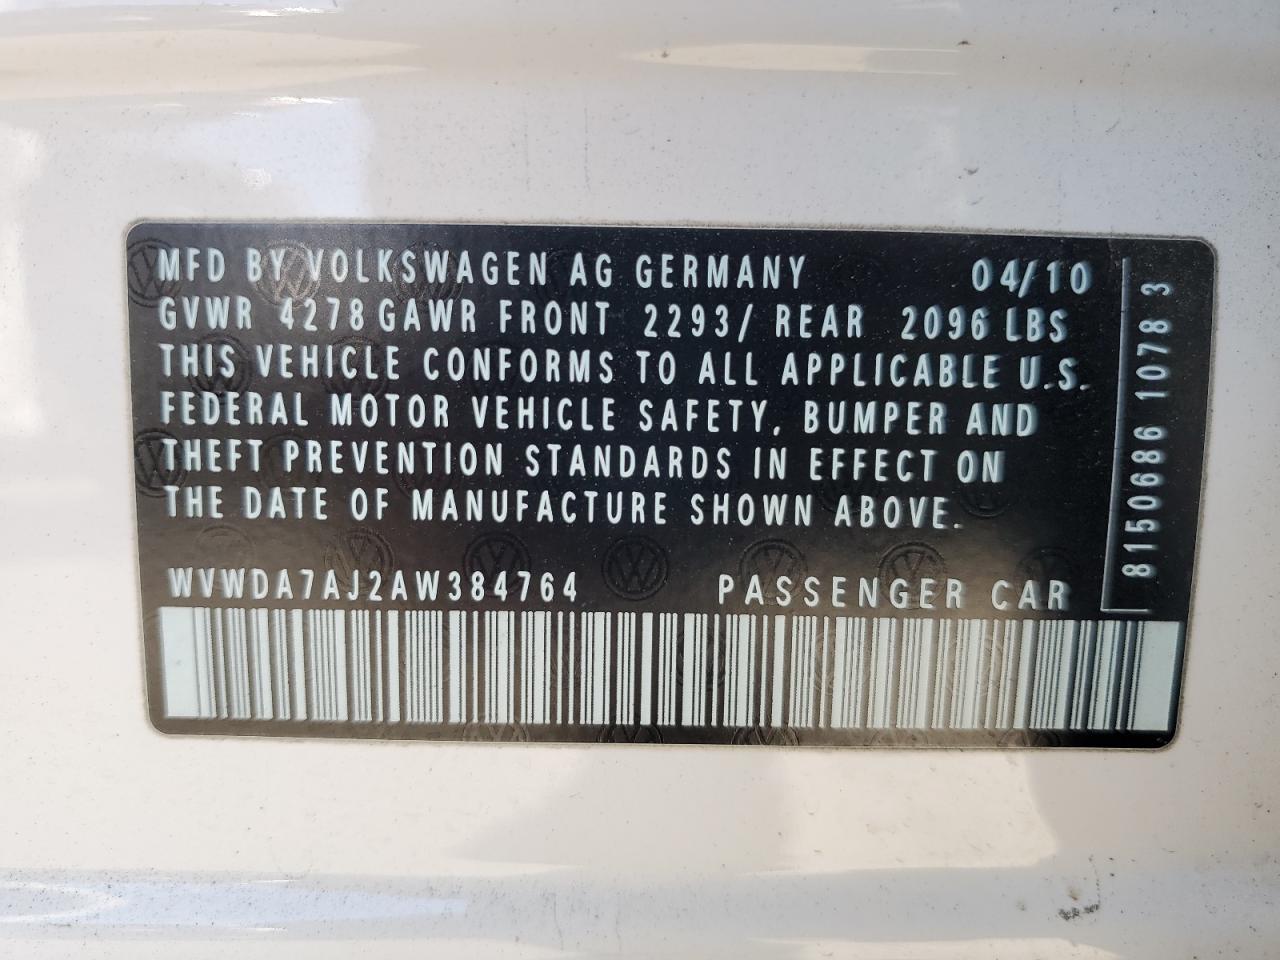 MFD BY VOLKSWAGEN AG GERMANY 04/10
GVWR 4278 GAWR FRONT 2293/ REAR 2096 LBS
THIS VEHICLE CONFORMS TO ALL APPLICABLE U.S.
FEDERAL MOTOR VEHICLE SAFETY, BUMPER AND
THEFT PREVENTION STANDARDS IN EFFECT ON
THE DATE OF MANUFACTURE SHOWN ABOVE.
WVWDA7AJ2AW384764 PASSENGER CAR
8150686 1078 3